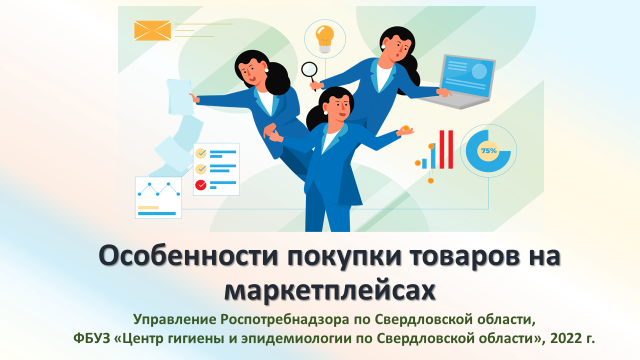 75%
Особенности покупки товаров на
маркетплейсах
Управление Роспотребнадзора по Свердловской области,
ФБУЗ «Центр гигиены и эпидемиологии по Свердловской области», 2022 г.